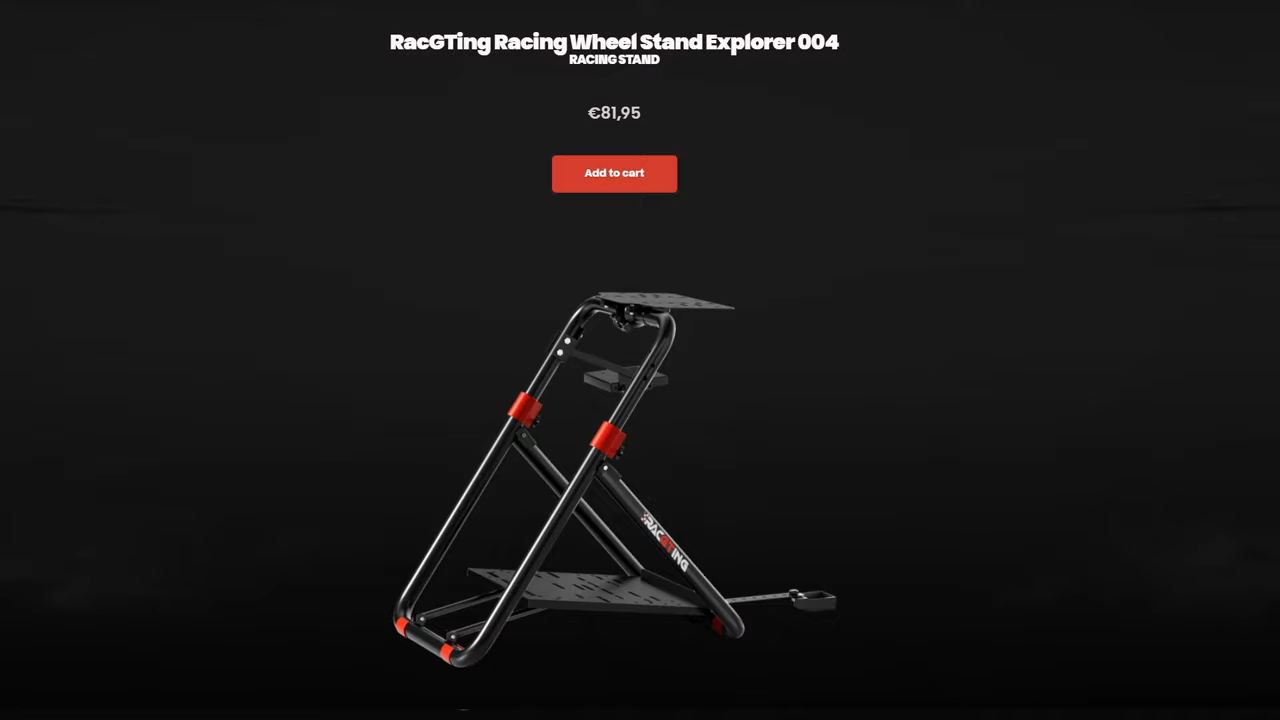 RacGTing Racing Wheel Stand Explorer 004
RACING STAND
€81,95
Add to cart
RACGTING